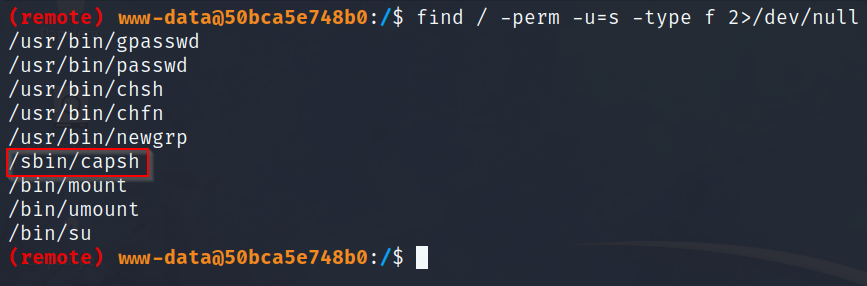 (remote) www-data@50bca5e748b0:/$ find / -perm -u=s -type f 2>/dev/null
/usr/bin/gpasswd
/usr/bin/passwd
/usr/bin/chsh
/usr/bin/chfn
/usr/bin/newgrp
/sbin/capsh
/bin/mount
/bin/umount
/bin/su
(remote) www-data@50bca5e748b0:/$